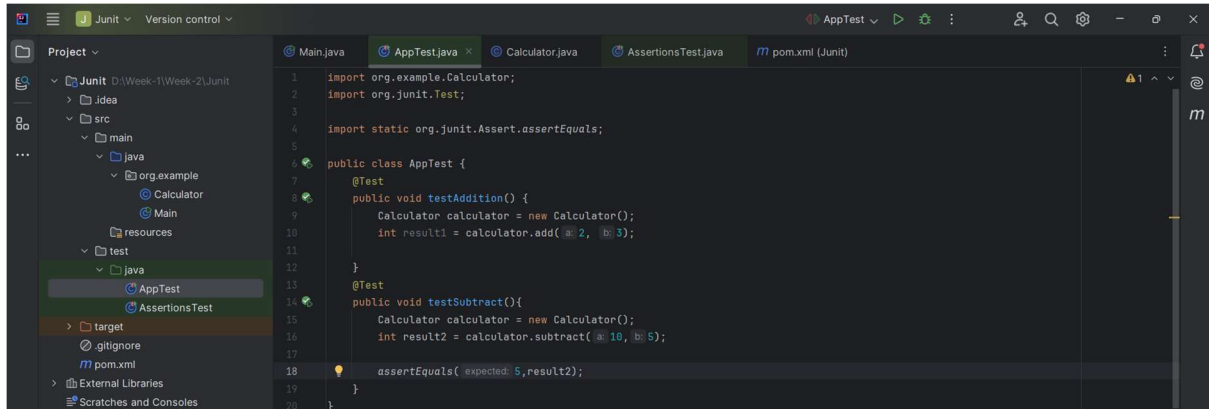 J Junit Version control AppTest
Project
Main.java AppTest.java Calculator.java AssertionsTest.java m pom.xml (Junit)
Junit D:\Week-1\Week-2\Junit
.idea
src
main
java
org.example
Calculator
Main
resources
test
java
AppTest
AssertionsTest
target
.gitignore
m pom.xml
External Libraries
Scratches and Consoles
1 import org.example.Calculator;
2 import org.junit.Test;
3
4 import static org.junit.Assert.assertEquals;
5
6 public class AppTest {
7 @Test
8 public void testAddition() {
9 Calculator calculator = new Calculator();
10 int result1 = calculator.add( a: 2, b: 3);
11
12 }
13 @Test
14 public void testSubtract(){
15 Calculator calculator = new Calculator();
16 int result2 = calculator.subtract( a: 10, b: 5);
17
18 assertEquals( expected: 5,result2);
19 }
20 }
1
m